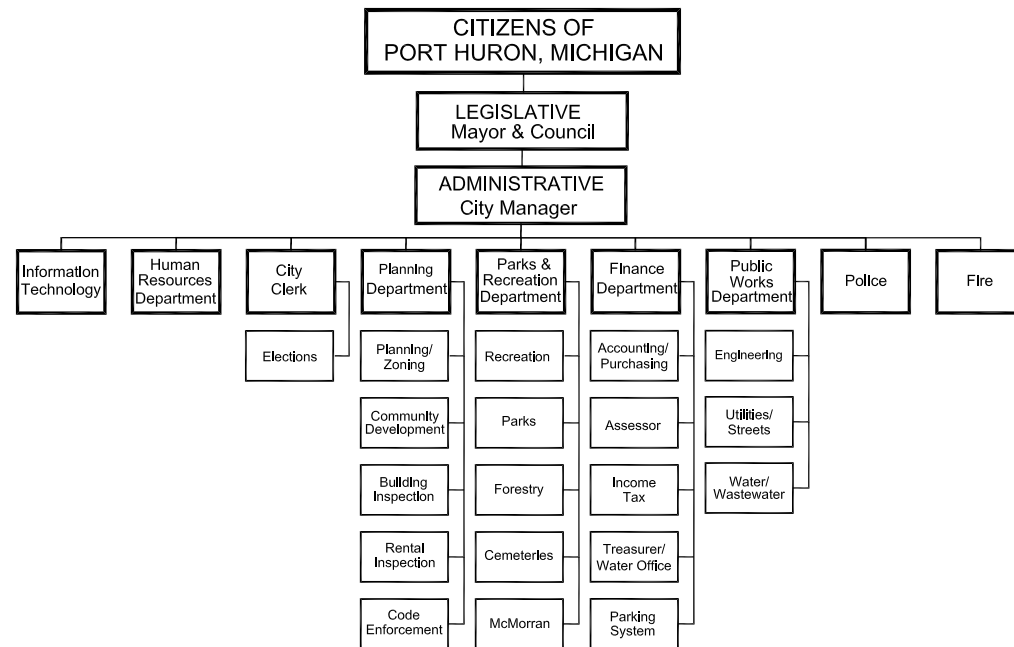 CITIZENS OF
PORT HURON, MICHIGAN
LEGISLATIVE
Mayor & Council
ADMINISTRATIVE
City Manager
Information
Technology
Human
Resources
Department
City
Clerk
Planning
Department
Parks &
Recreation
Department
Finance
Department
Public
Works
Department
Police
Fire
Elections
Planning/
Zoning
Recreation
Accounting/
Purchasing
Engineering
Community
Development
Parks
Assessor
Utilities/
Streets
Building
Inspection
Forestry
Income
Tax
Water/
Wastewater
Rental
Inspection
Cemeteries
Treasurer/
Water Office
Code
Enforcement
McMorran
Parking
System